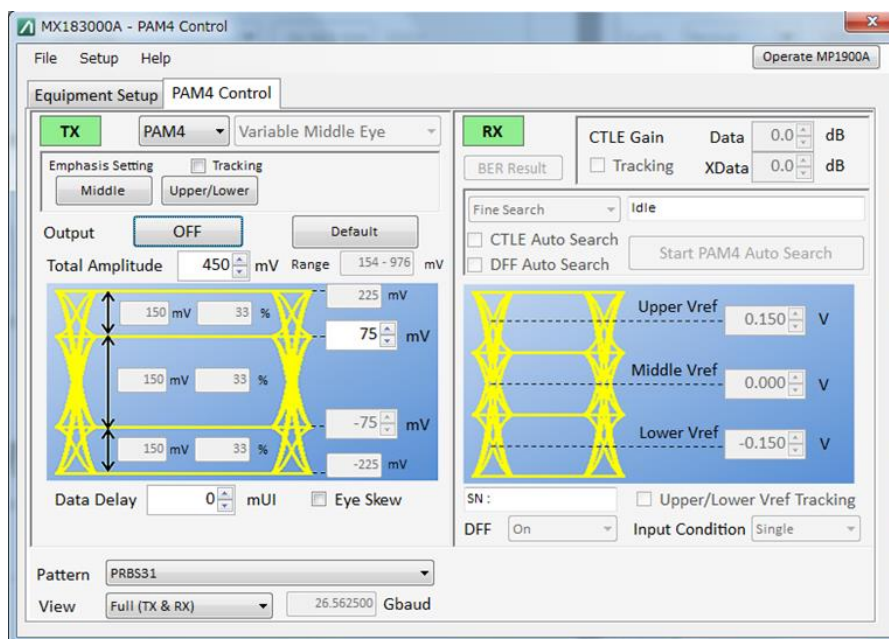 MX183000A - PAM4 Control
File Setup Help
Operate MP1900A
Equipment Setup PAM4 Control
TX PAM4 Variable Middle Eye
Emphasis Setting Tracking
Middle Upper/Lower
Output OFF Default
Total Amplitude 450 mV Range 154 - 976 mV
225 mV
150 mV 33 %
75 mV
150 mV 33 %
-75 mV
150 mV 33 %
-225 mV
Data Delay 0 mUI Eye Skew
RX
CTLE Gain Data 0.0 dB
BER Result Tracking XData 0.0 dB
Fine Search Idle
CTLE Auto Search
DFF Auto Search
Start PAM4 Auto Search
Upper Vref 0.150 V
Middle Vref 0.000 V
Lower Vref -0.150 V
SN : Upper/Lower Vref Tracking
DFF On Input Condition Single
Pattern PRBS31
View Full (TX & RX) 26.562500 Gbaud